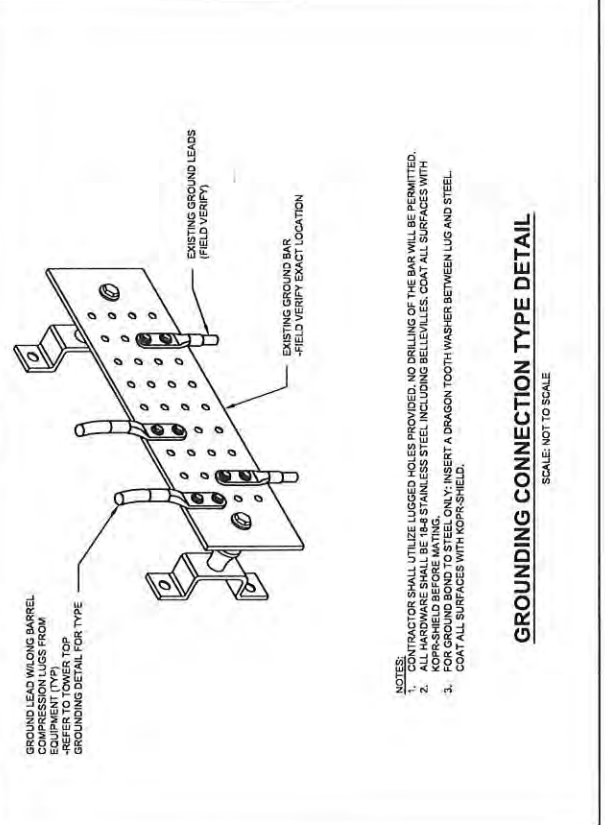 GROUND LEAD W/LONG BARREL
COMPRESSION LUGS FROM
EQUIPMENT (TYP)
-REFER TO TOWER TOP
GROUNDING DETAIL FOR TYPE
EXISTING GROUND LEADS
(FIELD VERIFY)
EXISTING GROUND BAR
-FIELD VERIFY EXACT LOCATION
NOTES:
1. CONTRACTOR SHALL UTILIZE LUGGED HOLES PROVIDED, NO DRILLING OF THE BAR WILL BE PERMITTED.
2. ALL HARDWARE SHALL BE 18-8 STAINLESS STEEL INCLUDING BELLEVILLES, COAT ALL SURFACES WITH
KOPR-SHIELD BEFORE MATING.
3. FOR GROUND BOND TO STEEL ONLY: INSERT A DRAGON TOOTH WASHER BETWEEN LUG AND STEEL.
COAT ALL SURFACES WITH KOPR-SHIELD.
GROUNDING CONNECTION TYPE DETAIL
SCALE: NOT TO SCALE